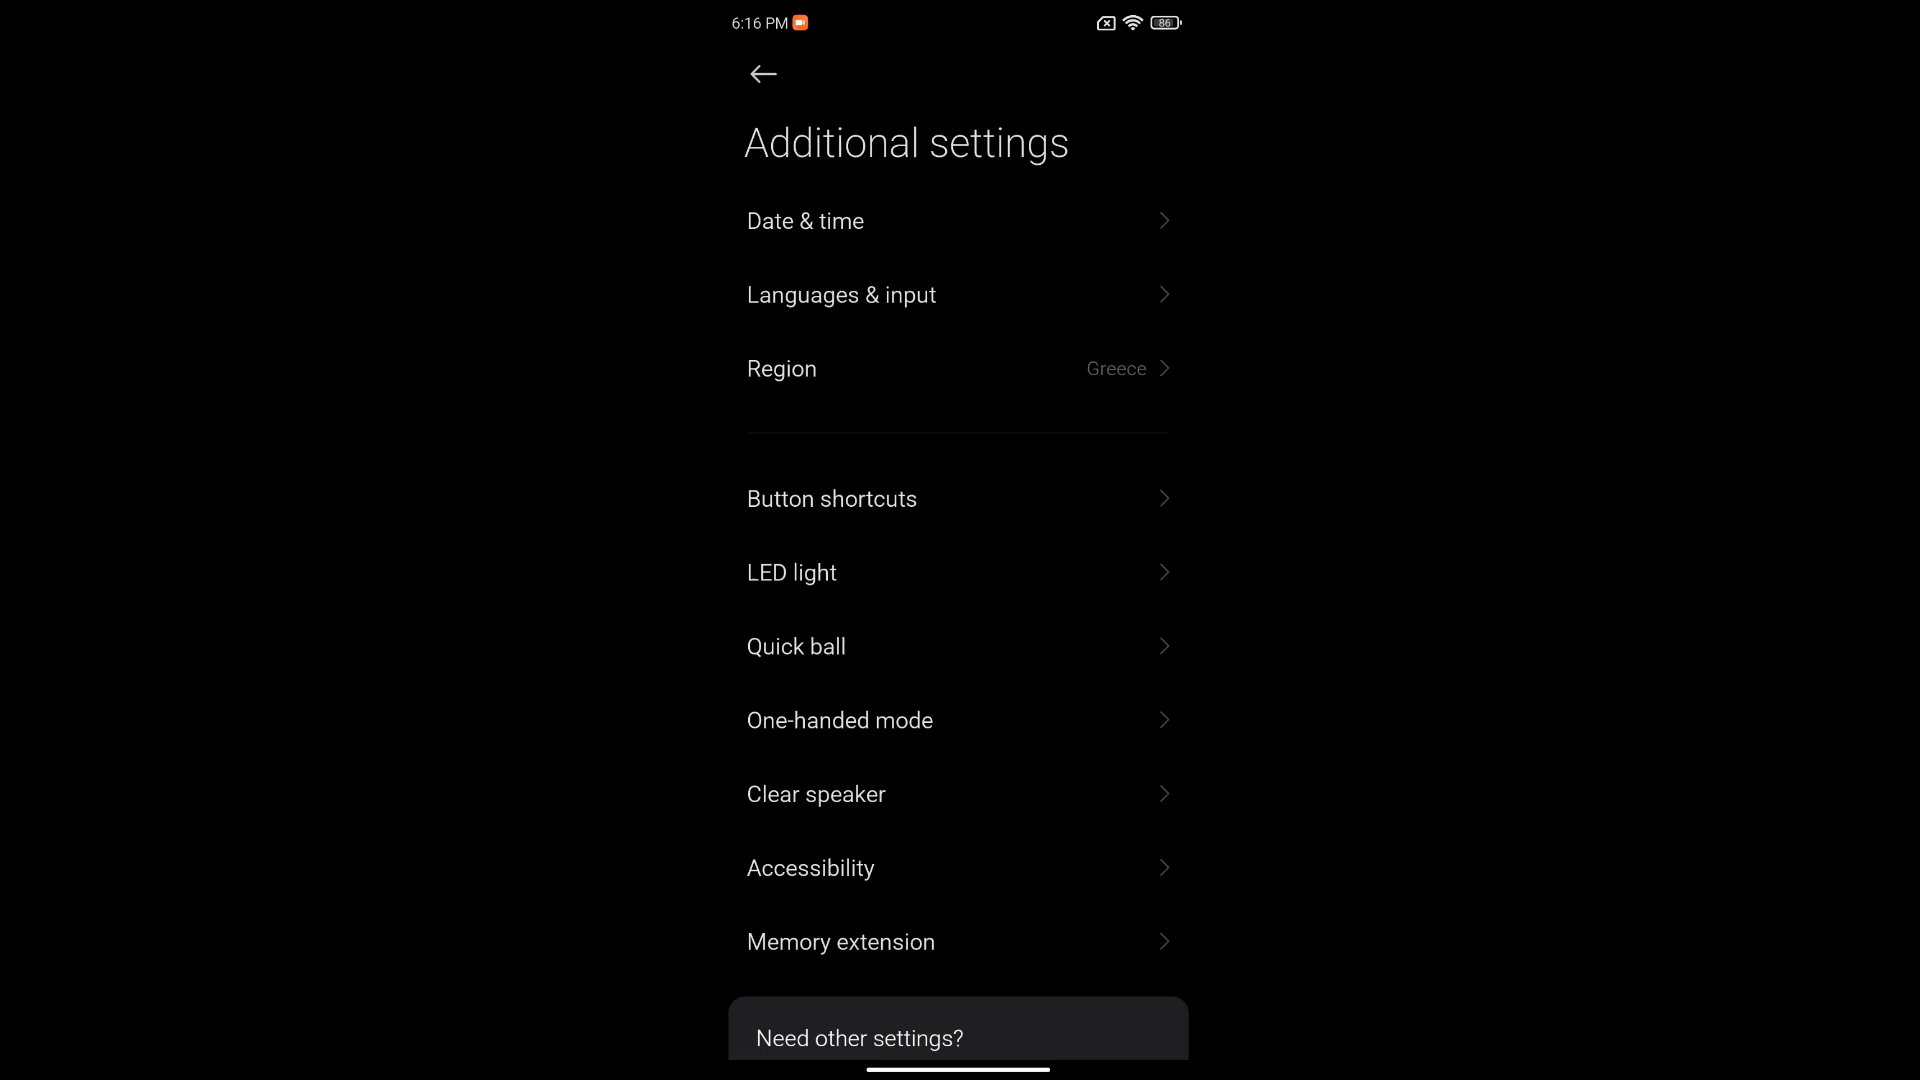 6:16 PM 86
Additional settings
Date & time
Languages & input
Region Greece
Button shortcuts
LED light
Quick ball
One-handed mode
Clear speaker
Accessibility
Memory extension
Need other settings?